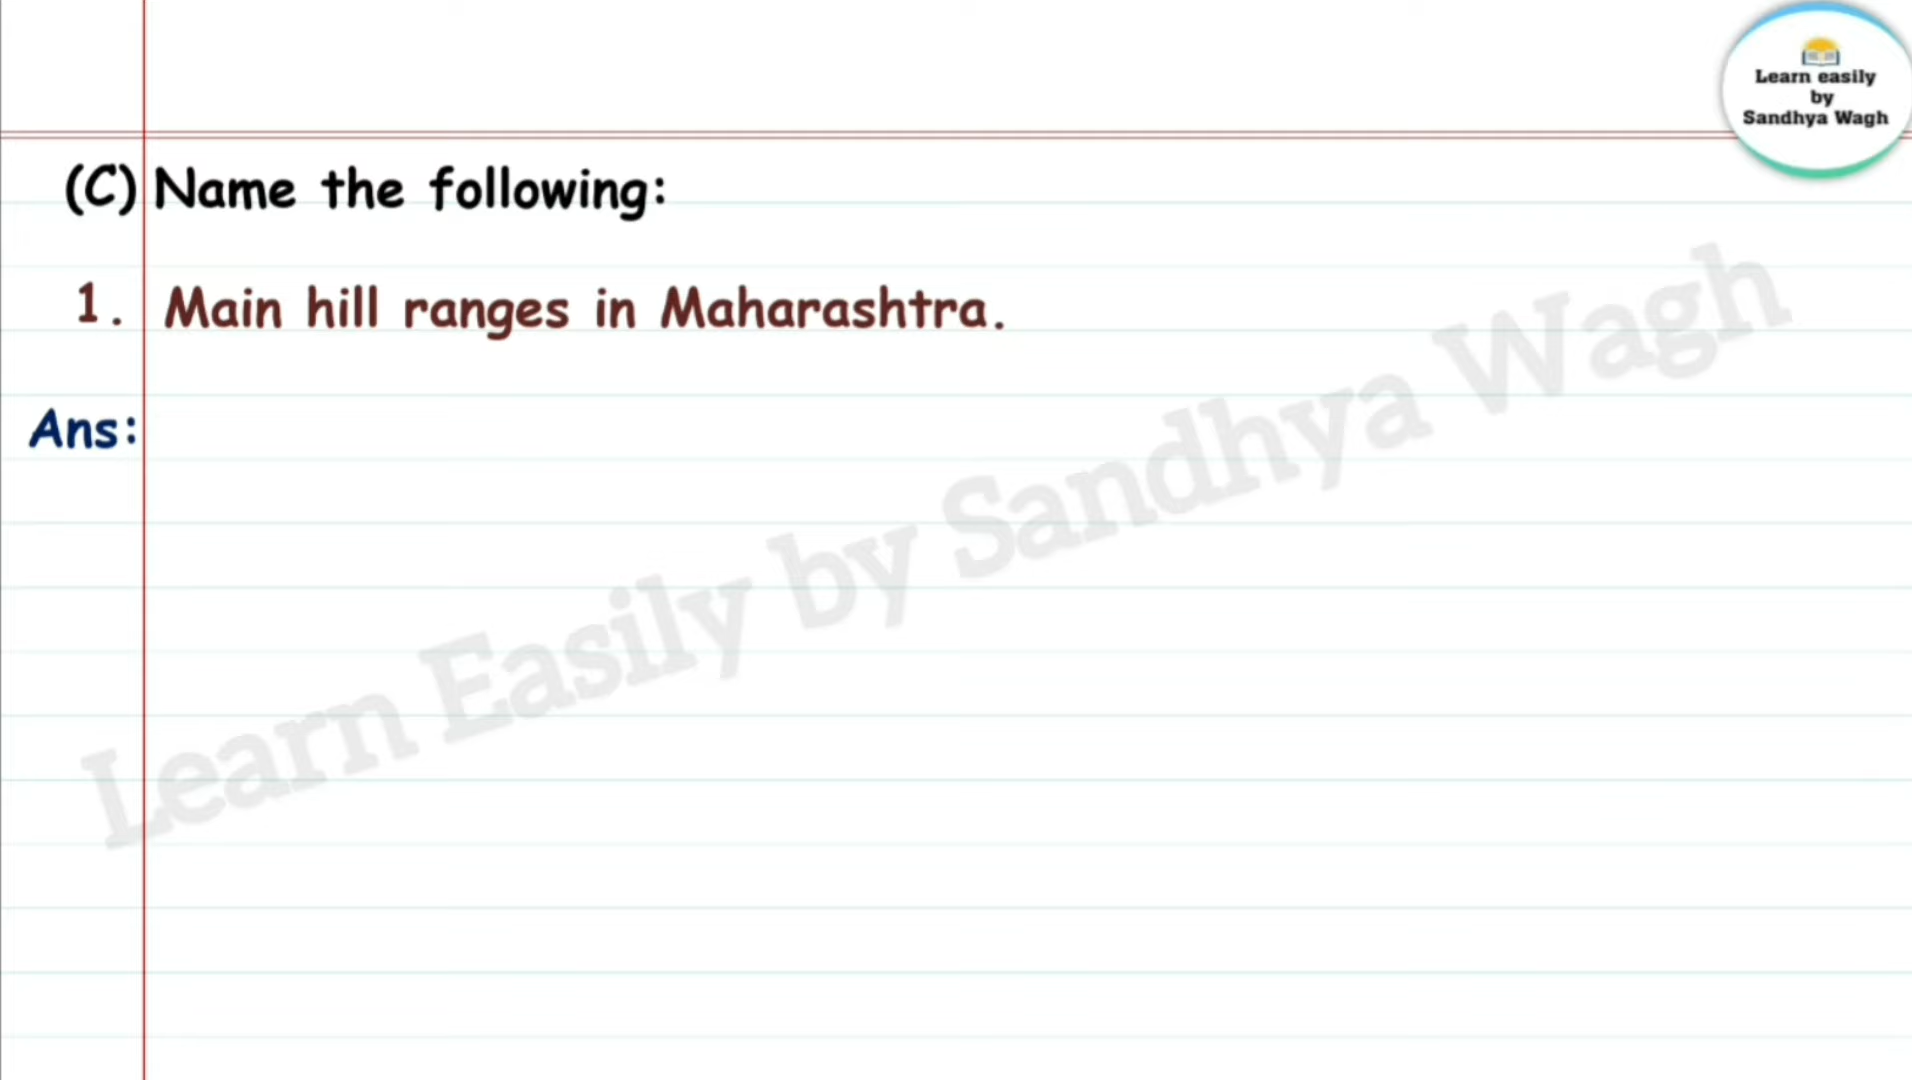 Learn easily
by
Sandhya Wagh
(C) Name the following:
1. Main hill ranges in Maharashtra.
Ans:
Learn Easily by Sandhya Wagh